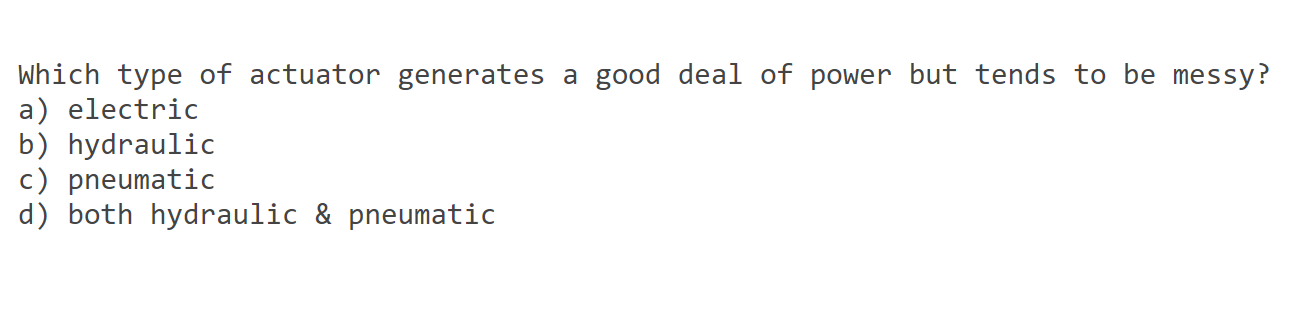 Which type of actuator generates a good deal of power but tends to be messy?
a) electric
b) hydraulic
c) pneumatic
d) both hydraulic & pneumatic